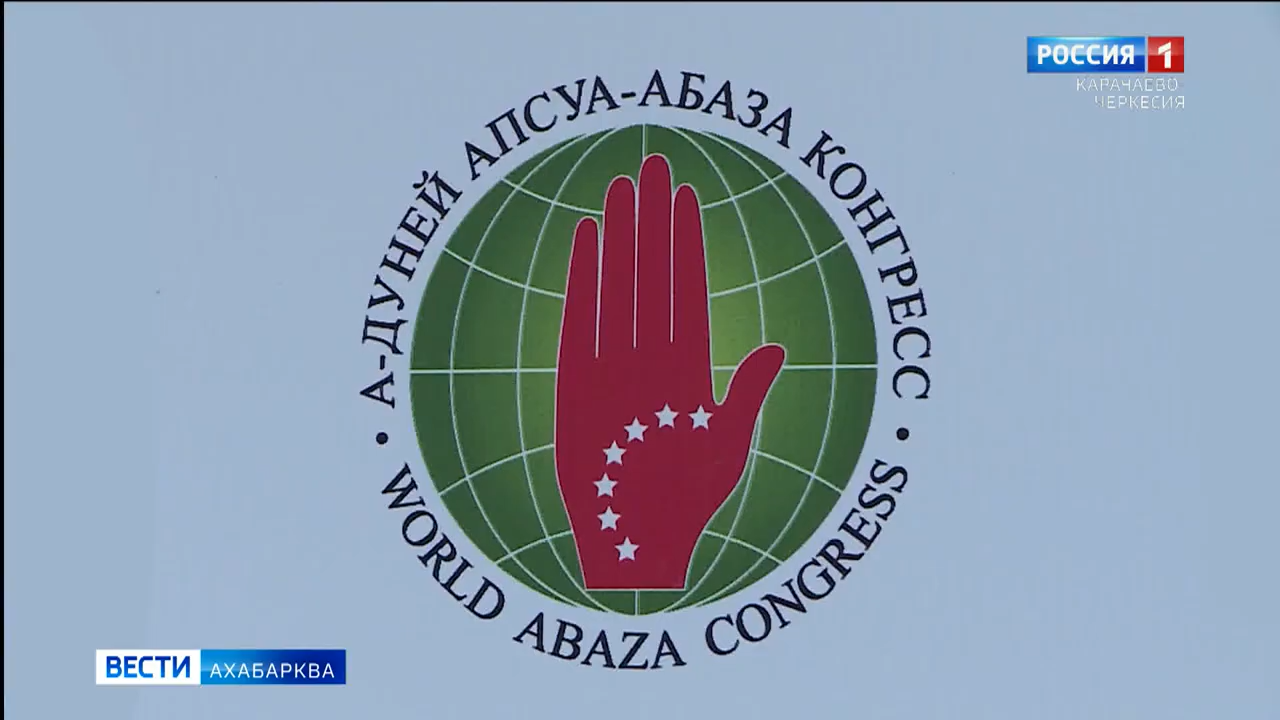 РОССИЯ 1
КАРАЧАЕВО-
ЧЕРКЕСИЯ
А-ДУНЕЙ АПСУА-АБАЗА КОНГРЕСС
• WORLD ABAZA CONGRESS •
ВЕСТИ АХАБАРКВА